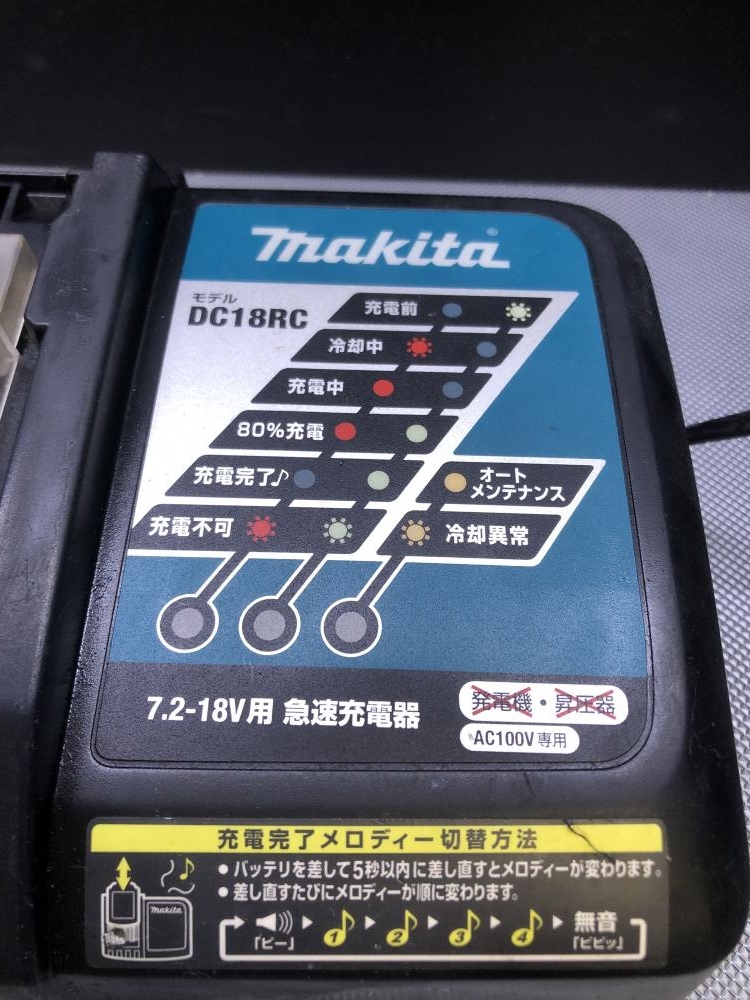 makita®
モデル
DC18RC
充電前
冷却中
充電中
80%充電
充電完了♪
オート
メンテナンス
充電不可
冷却異常
7.2-18V用 急速充電器
発電機・昇圧器
AC100V専用
充電完了メロディー切替方法
●バッテリを差して5秒以内に差し直すとメロディーが変わります。
●差し直すたびにメロディーが順に変わります。
makita
1 2 3 4 無音
「ピー」 「ピピッ」